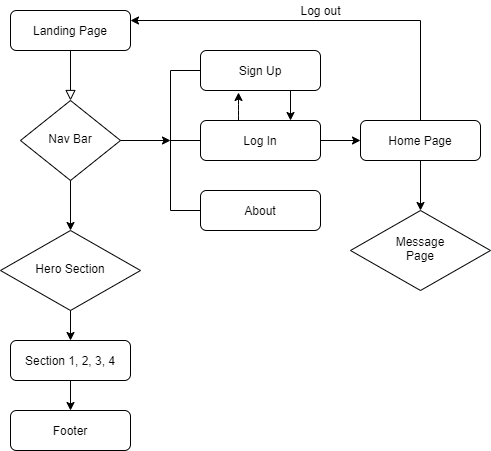 Log out
Landing Page
Sign Up
Nav Bar
Log In
Home Page
About
Message
Page
Hero Section
Section 1, 2, 3, 4
Footer